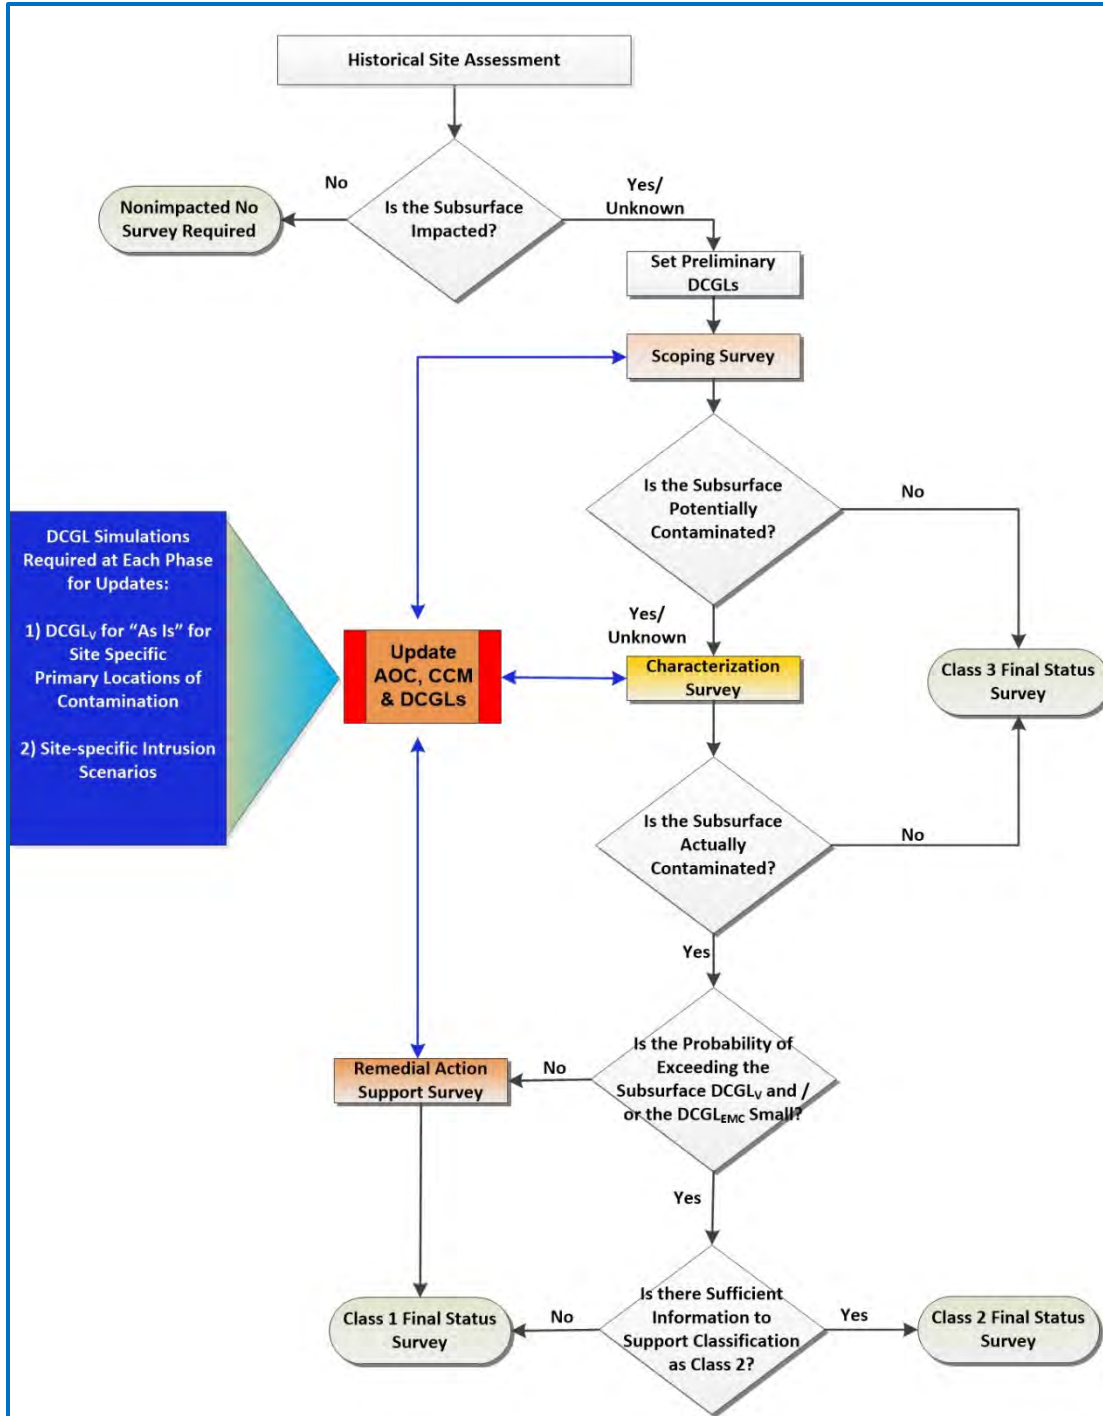 Historical Site Assessment
No
Yes/
Unknown
Nonimpacted No
Survey Required
Is the Subsurface
Impacted?
Set Preliminary
DCGLs
Scoping Survey
Is the Subsurface
Potentially
Contaminated?
No
DCGL Simulations
Required at Each Phase
for Updates:
1) DCGLV for “As Is” for
Site Specific
Primary Locations of
Contamination
2) Site-specific Intrusion
Scenarios
Yes/
Unknown
Update
AOC, CCM
& DCGLs
Characterization
Survey
Class 3 Final Status
Survey
Is the Subsurface
Actually
Contaminated?
No
Yes
Is the Probability of
Exceeding the
Subsurface DCGLV and /
or the DCGLEMC Small?
No
Remedial Action
Support Survey
Yes
Is there Sufficient
Information to
Support Classification
as Class 2?
No
Class 1 Final Status
Survey
Yes
Class 2 Final Status
Survey